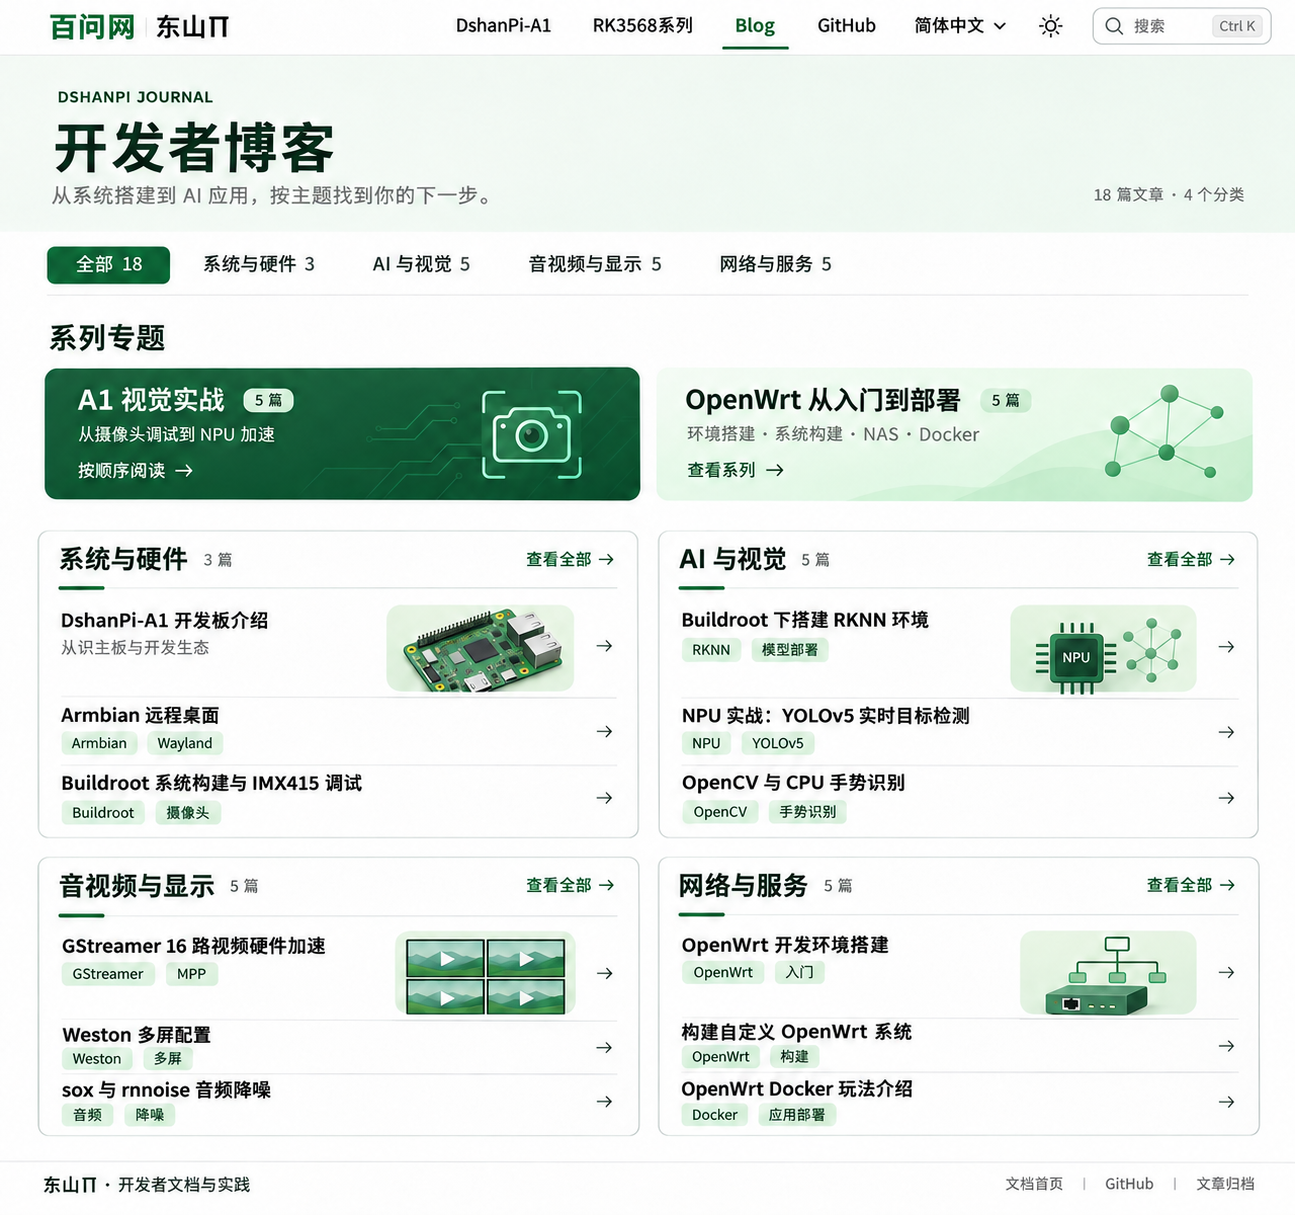 百问网 东山Π DshanPi-A1 RK3568系列 Blog GitHub 简体中文 搜索 Ctrl K
DSHANPI JOURNAL
开发者博客
从系统搭建到 AI 应用，按主题找到你的下一步。
18 篇文章 · 4 个分类
全部 18 系统与硬件 3 AI 与视觉 5 音视频与显示 5 网络与服务 5
系列专题
A1 视觉实战 5 篇
从摄像头调试到 NPU 加速
按顺序阅读 →
OpenWrt 从入门到部署 5 篇
环境搭建 · 系统构建 · NAS · Docker
查看系列 →
系统与硬件 3 篇 查看全部 →
DshanPi-A1 开发板介绍
从识主板与开发生态
→
Armbian 远程桌面
Armbian Wayland
→
Buildroot 系统构建与 IMX415 调试
Buildroot 摄像头
→
AI 与视觉 5 篇 查看全部 →
Buildroot 下搭建 RKNN 环境
RKNN 模型部署
NPU
→
NPU 实战：YOLOv5 实时目标检测
NPU YOLOv5
→
OpenCV 与 CPU 手势识别
OpenCV 手势识别
→
音视频与显示 5 篇 查看全部 →
GStreamer 16 路视频硬件加速
GStreamer MPP
→
Weston 多屏配置
Weston 多屏
→
sox 与 rnnoise 音频降噪
音频 降噪
→
网络与服务 5 篇 查看全部 →
OpenWrt 开发环境搭建
OpenWrt 入门
→
构建自定义 OpenWrt 系统
OpenWrt 构建
→
OpenWrt Docker 玩法介绍
Docker 应用部署
→
东山Π · 开发者文档与实践
文档首页 | GitHub | 文章归档